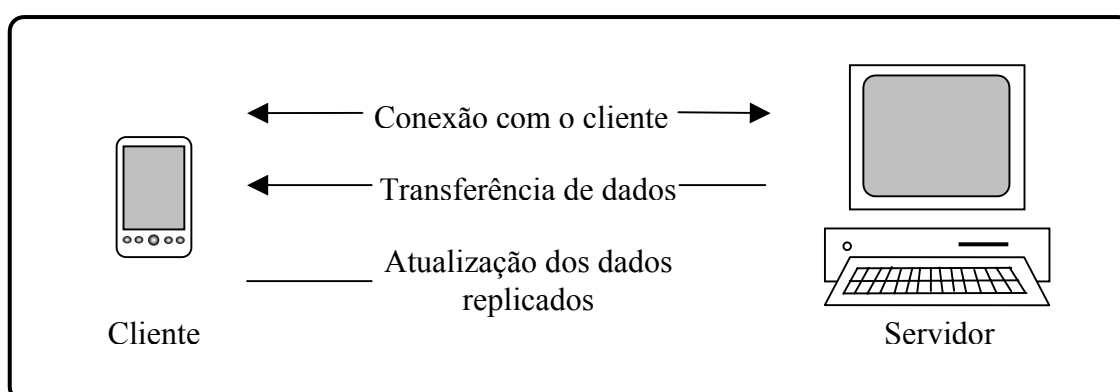 Conexão com o cliente
Transferência de dados
Atualização dos dados
replicados
Cliente
Servidor